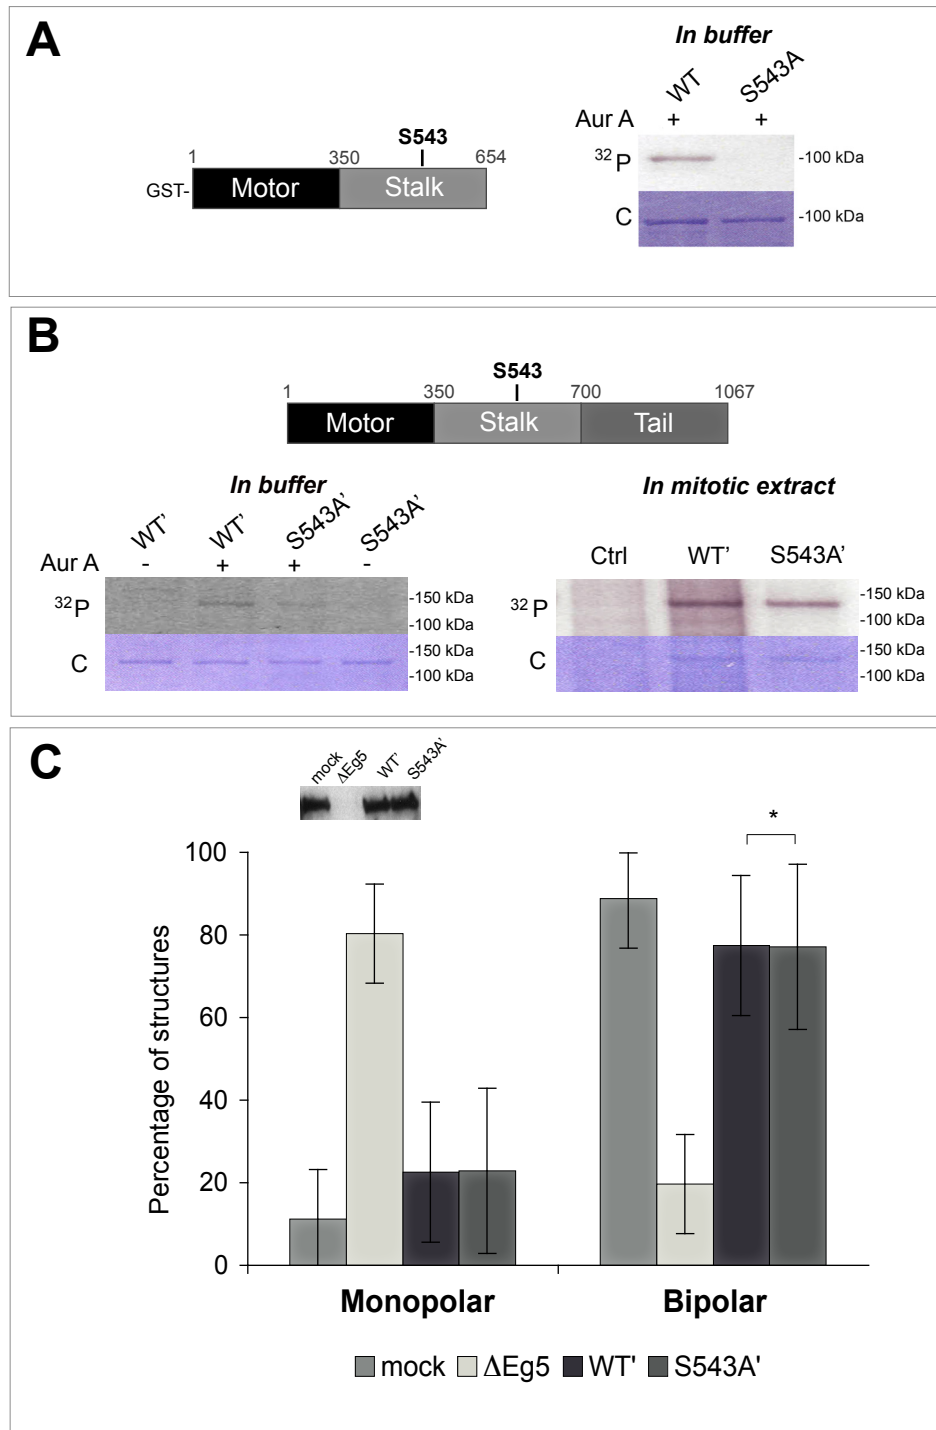 A
In buffer
WT S543A
Aur A + +
S543
1 350 654
GST- Motor Stalk
32P -100 kDa
C -100 kDa
B
S543
1 350 700 1067
Motor Stalk Tail
In buffer
WT' WT' S543A' S543A'
Aur A - + + -
32P -150 kDa
-100 kDa
C -150 kDa
-100 kDa
In mitotic extract
Ctrl WT' S543A'
32P -150 kDa
-100 kDa
C -150 kDa
-100 kDa
C
mock ΔEg5 WT' S543A'
*
Percentage of structures
100
80
60
40
20
0
Monopolar Bipolar
mock ΔEg5 WT' S543A'